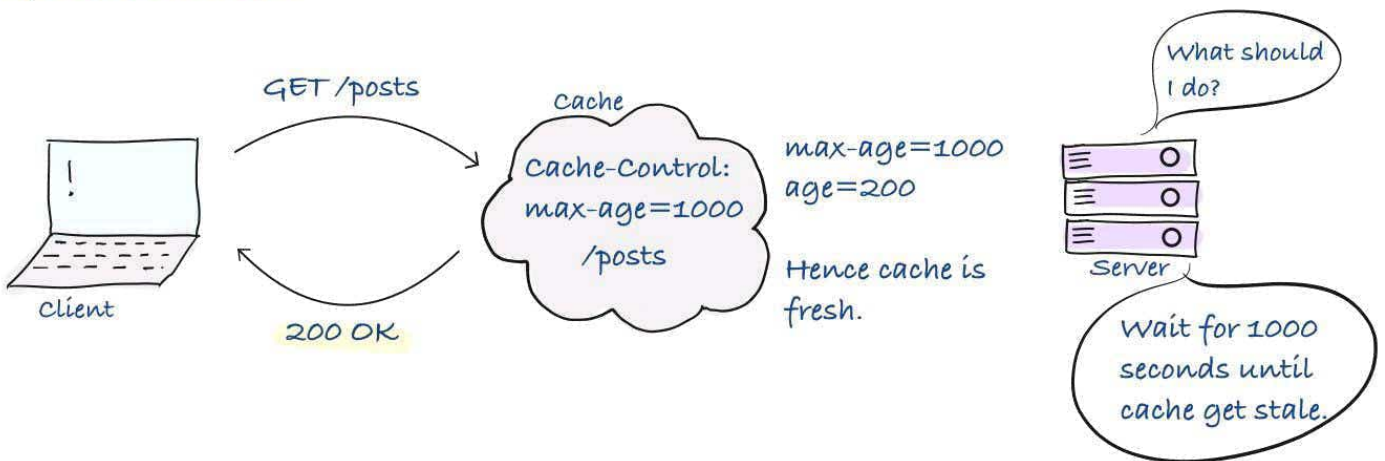 GET /posts
!
Client
200 OK
Cache
Cache-Control:
max-age=1000
/posts
max-age=1000
age=200
Hence cache is
fresh.
What should
I do?
Server
Wait for 1000
seconds until
cache get stale.